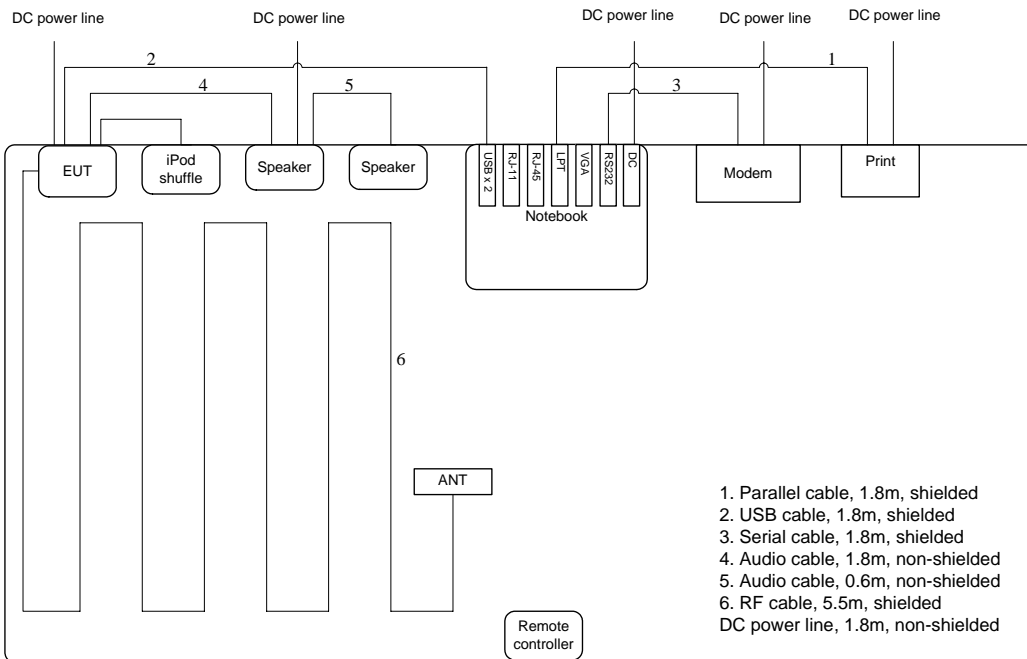 DC power line
DC power line
DC power line
DC power line
DC power line
2
1
4
5
3
EUT
iPod
shuffle
Speaker
Speaker
USB x 2
RJ-11
RJ-45
LPT
VGA
RS232
DC
Notebook
Modem
Print
6
ANT
1. Parallel cable, 1.8m, shielded
2. USB cable, 1.8m, shielded
3. Serial cable, 1.8m, shielded
4. Audio cable, 1.8m, non-shielded
5. Audio cable, 0.6m, non-shielded
6. RF cable, 5.5m, shielded
DC power line, 1.8m, non-shielded
Remote
controller